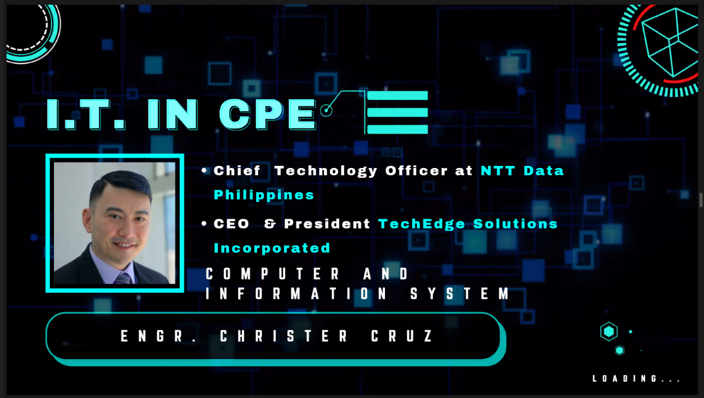 I.T. IN CPE
• Chief Technology Officer at NTT Data
Philippines
• CEO & President TechEdge Solutions
Incorporated
COMPUTER AND
INFORMATION SYSTEM
ENGR. CHRISTER CRUZ
LOADING...